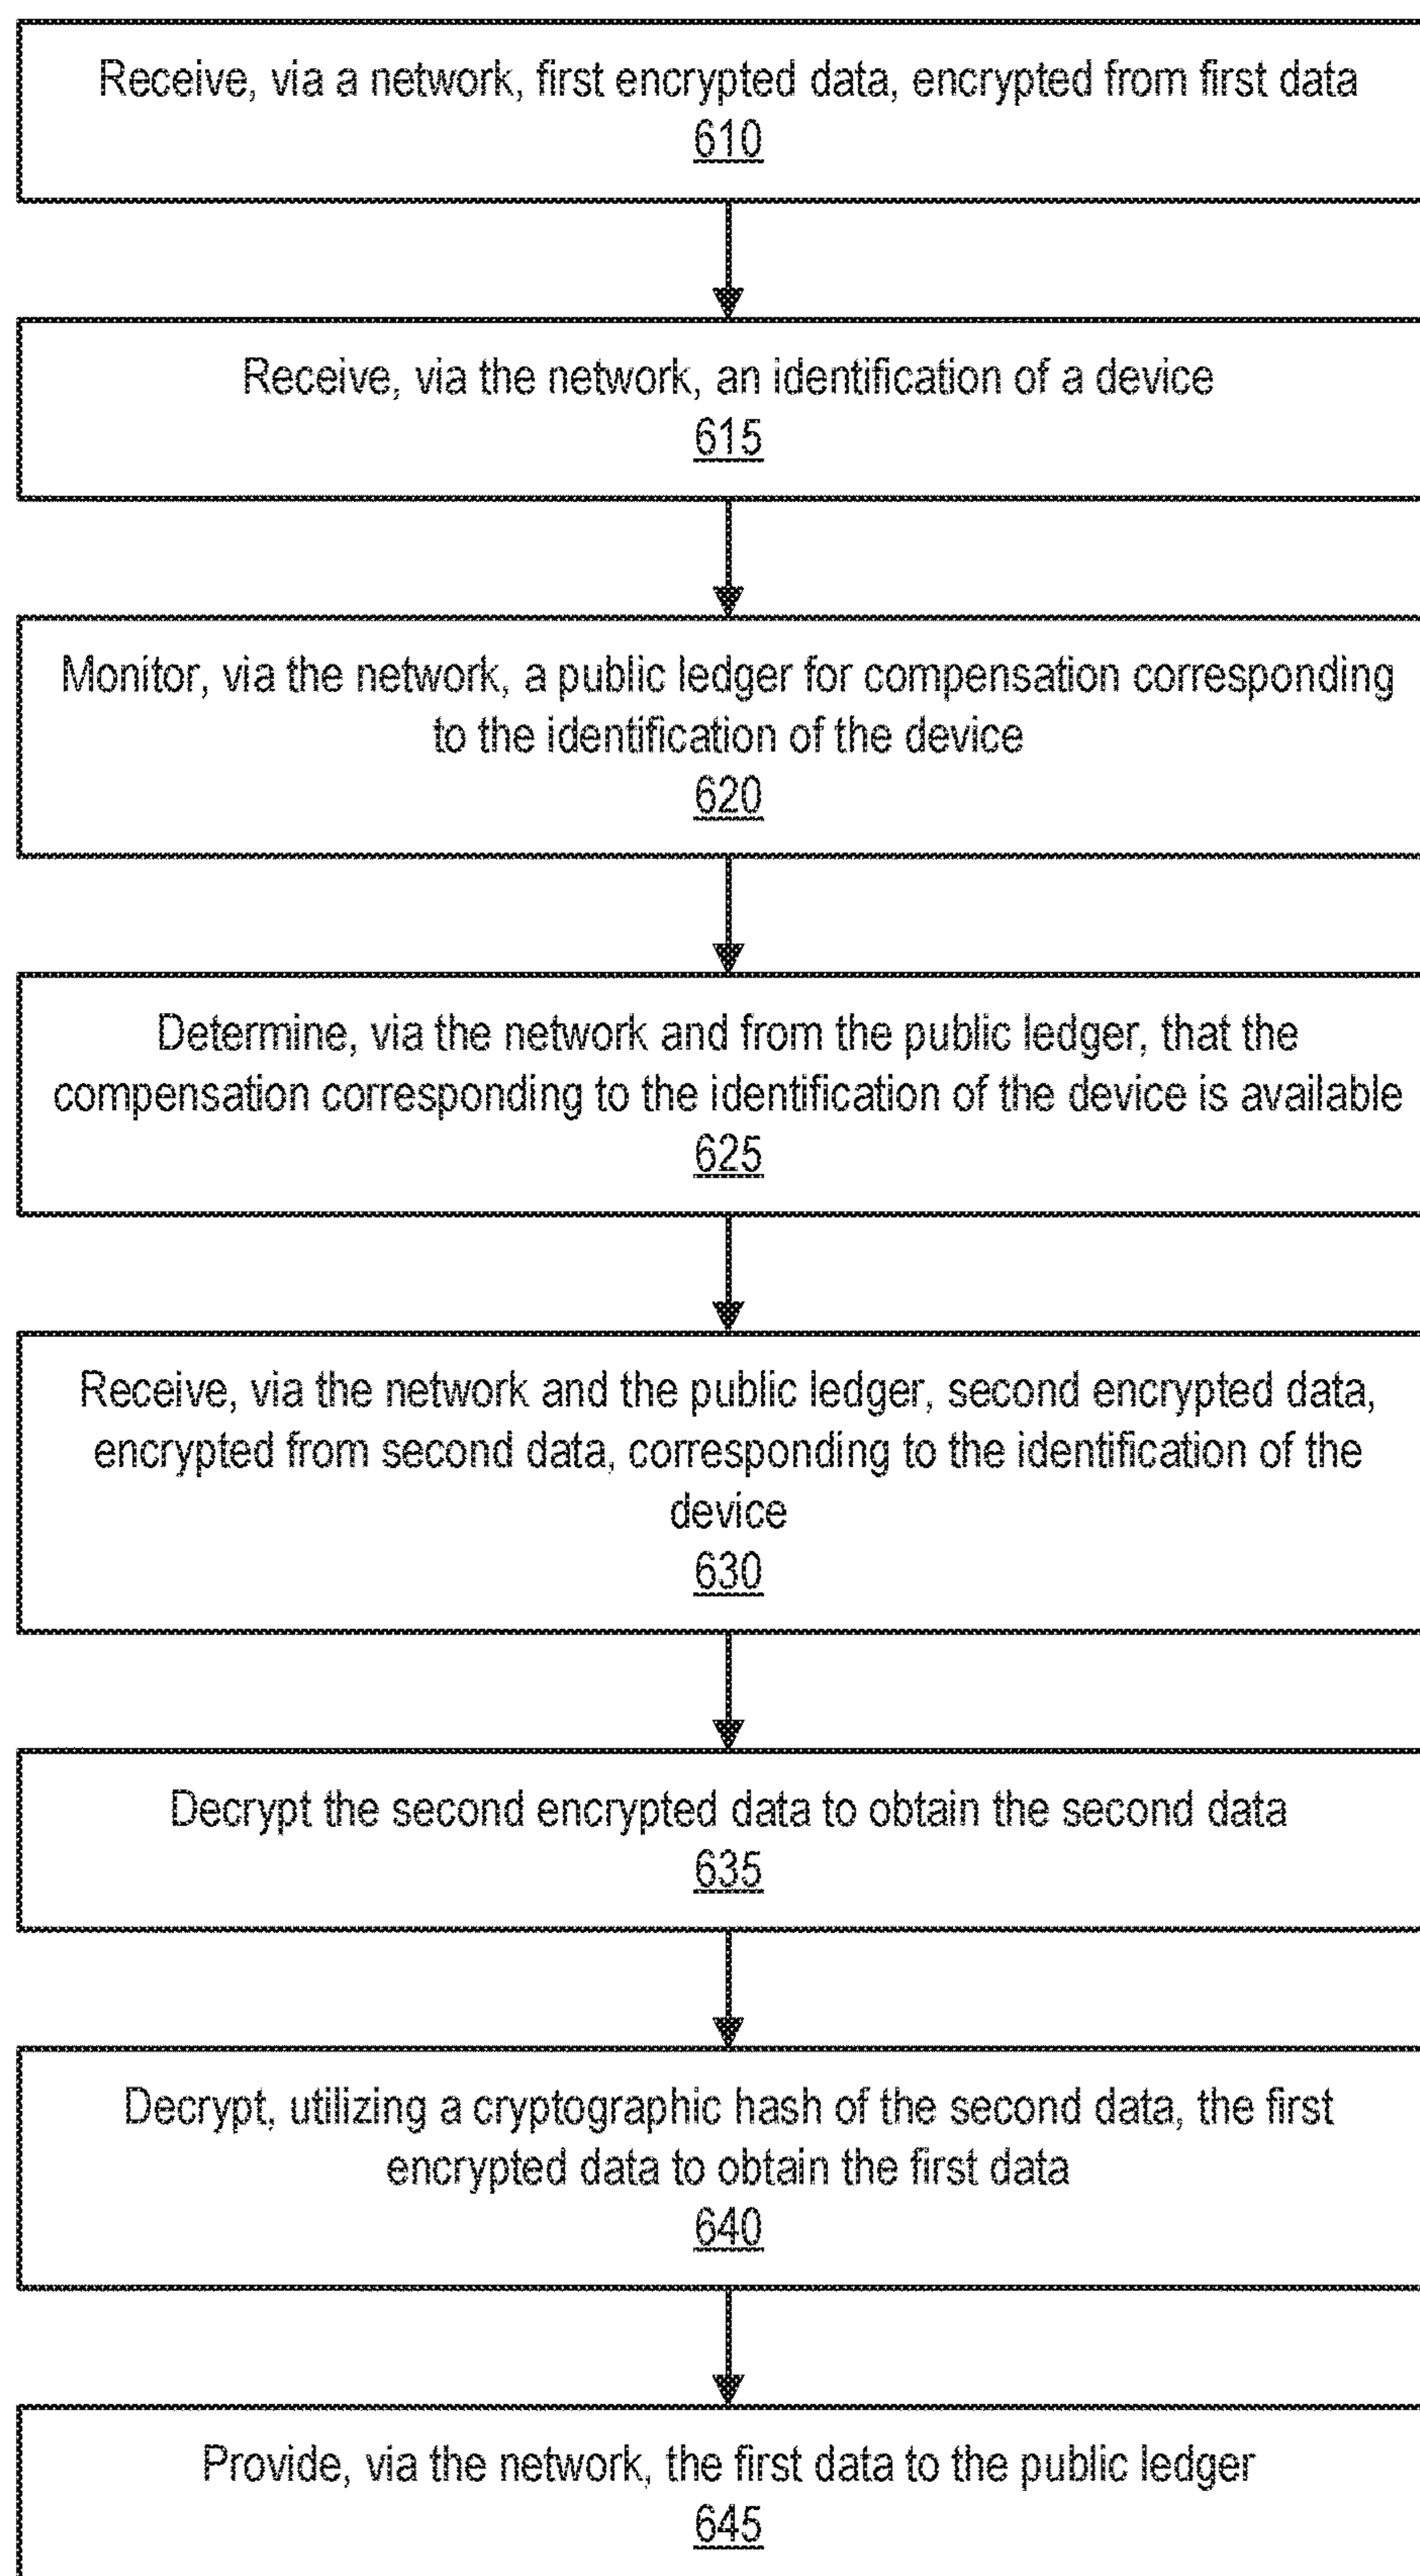 Receive, via a network, first encrypted data, encrypted from first data
610
Receive, via the network, an identification of a device
615
Monitor, via the network, a public ledger for compensation corresponding
to the identification of the device
620
Determine, via the network and from the public ledger, that the
compensation corresponding to the identification of the device is available
625
Receive, via the network and the public ledger, second encrypted data,
encrypted from second data, corresponding to the identification of the
device
630
Decrypt the second encrypted data to obtain the second data
635
Decrypt, utilizing a cryptographic hash of the second data, the first
encrypted data to obtain the first data
640
Provide, via the network, the first data to the public ledger
645